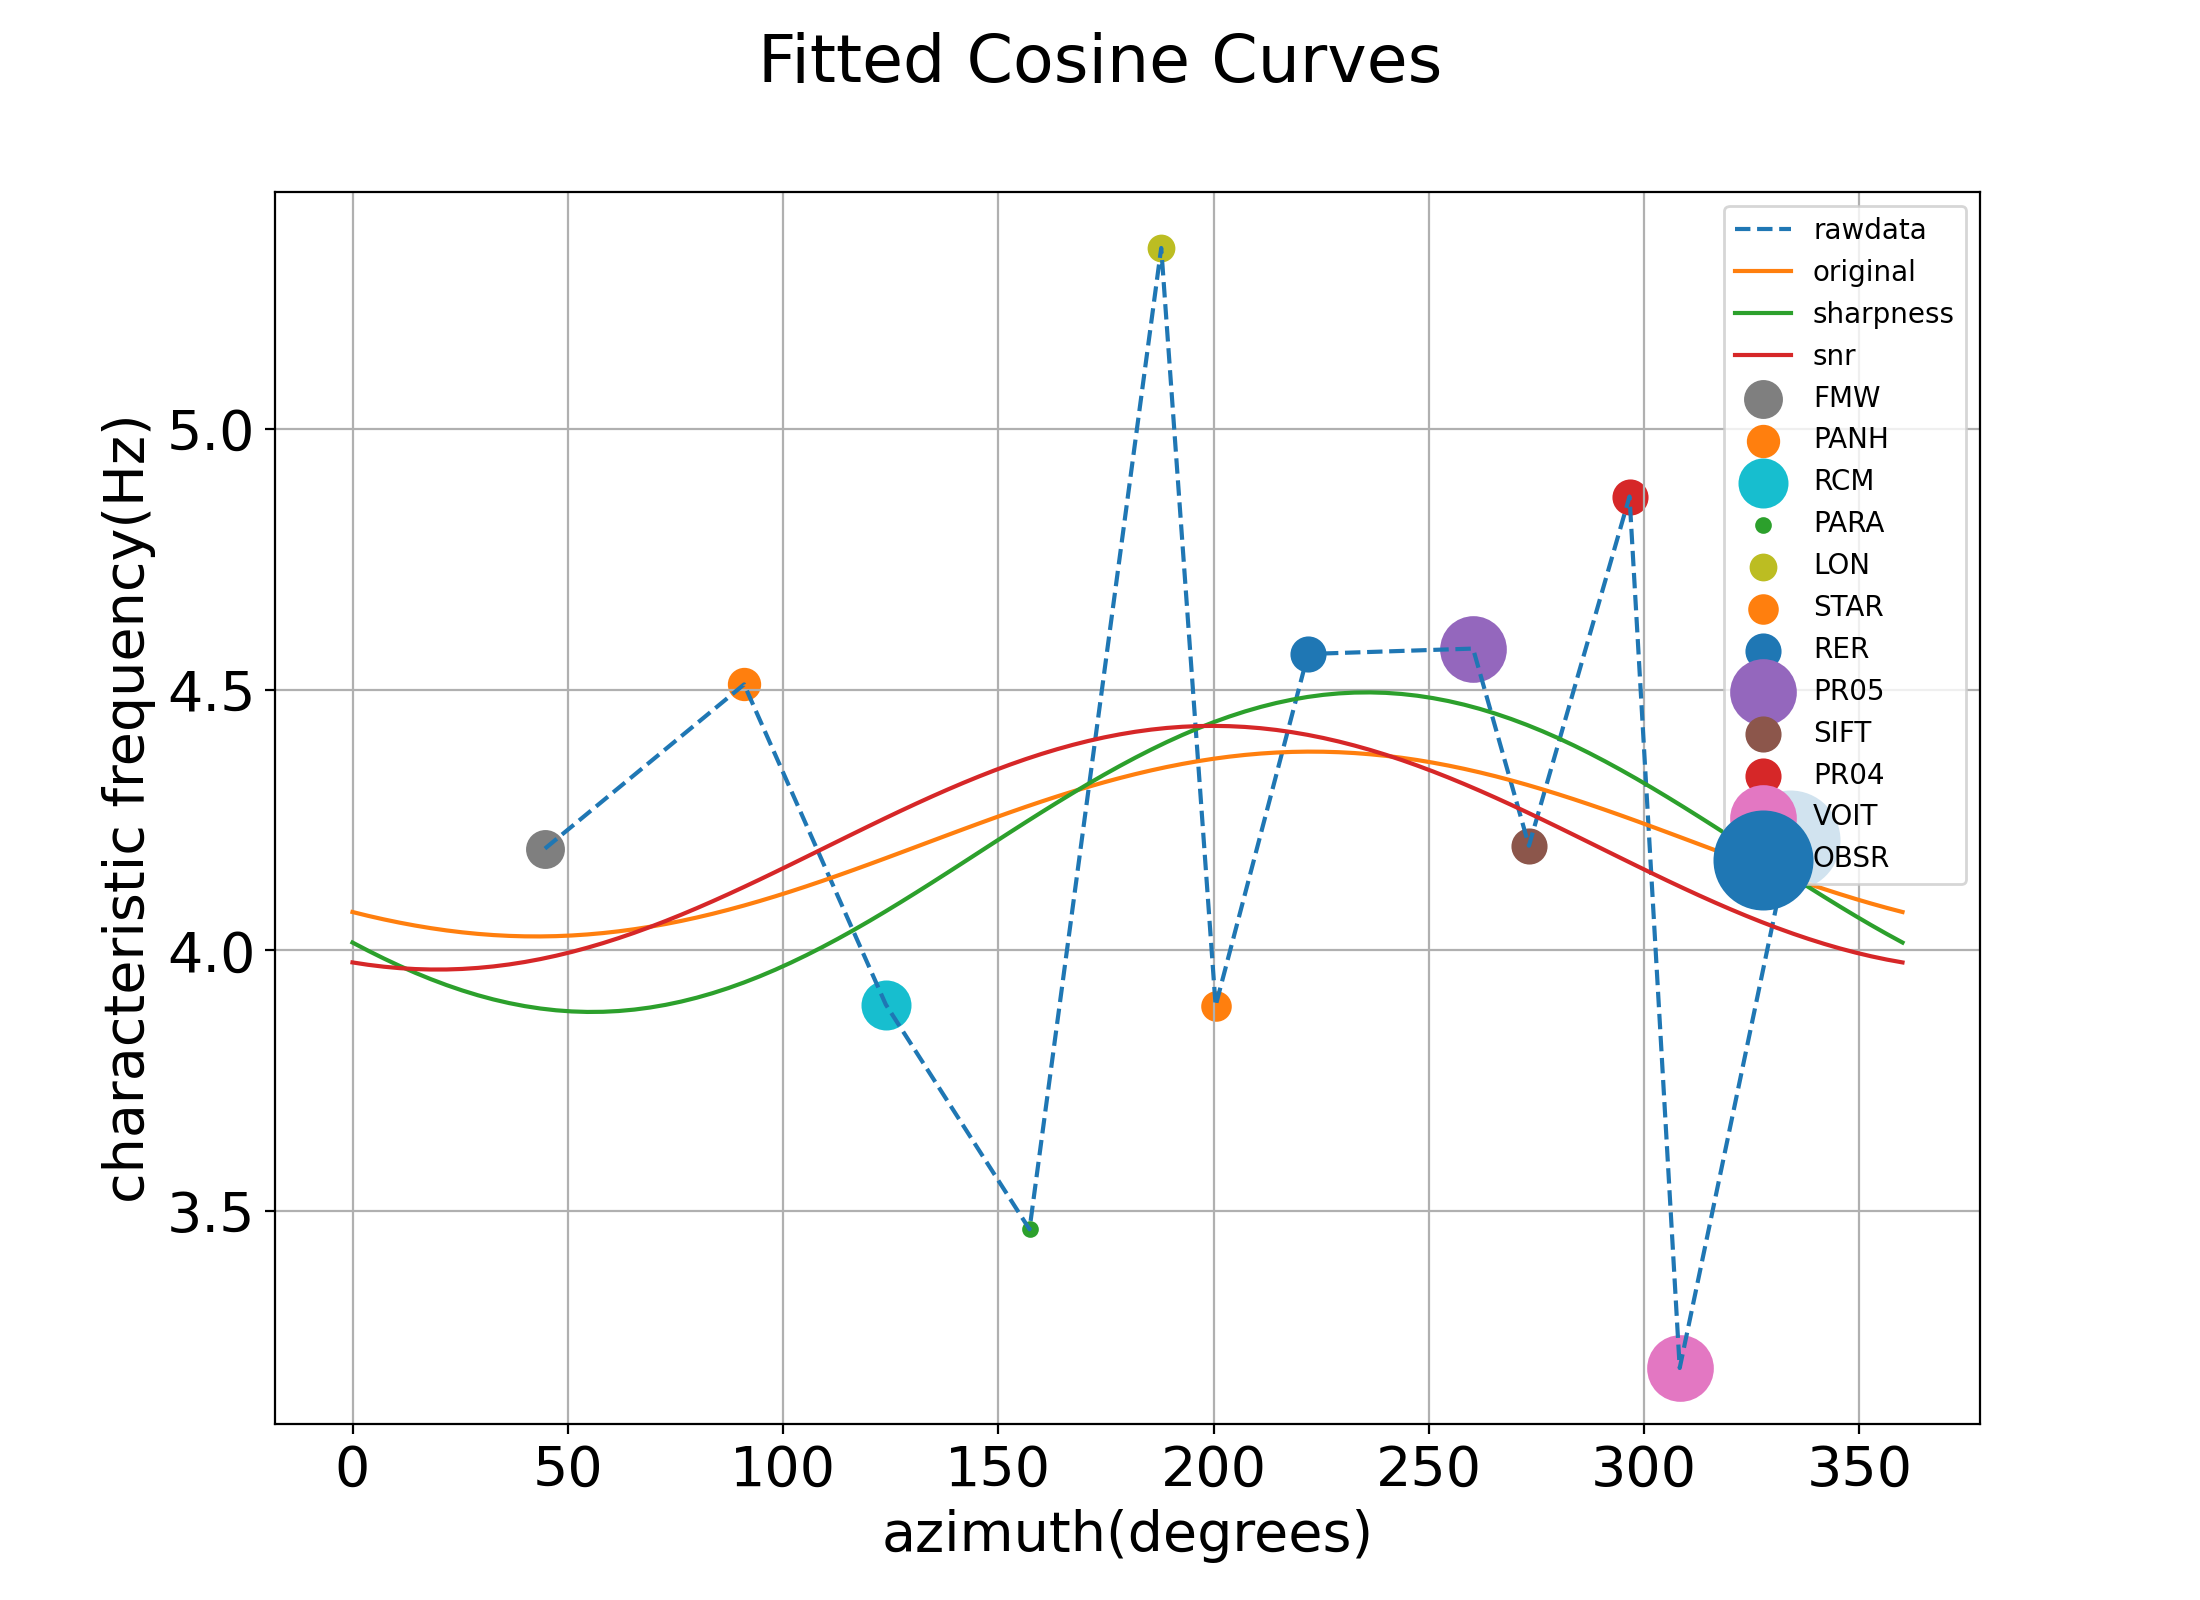 Fitted Cosine Curves
characteristic frequency(Hz)
5.0
4.5
4.0
3.5
rawdata
original
sharpness
snr
FMW
PANH
RCM
PARA
LON
STAR
RER
PR05
SIFT
PR04
VOIT
OBSR
0 50 100 150 200 250 300 350
azimuth(degrees)